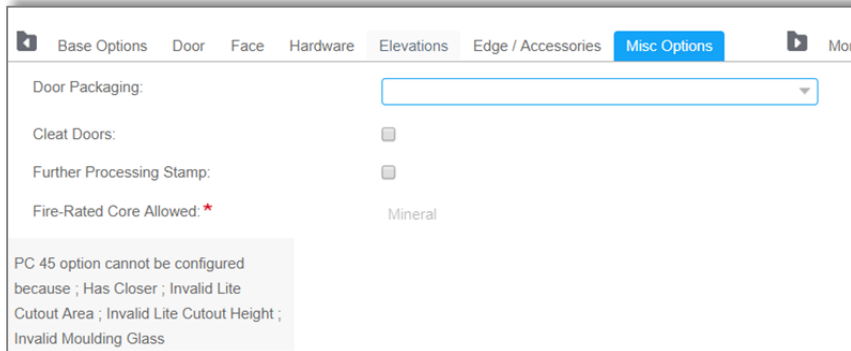 Base Options Door Face Hardware Elevations Edge / Accessories Misc Options
Door Packaging:
Cleat Doors:
Further Processing Stamp:
Fire-Rated Core Allowed: *
Mineral
PC 45 option cannot be configured
because ; Has Closer ; Invalid Lite
Cutout Area ; Invalid Lite Cutout Height ;
Invalid Moulding Glass